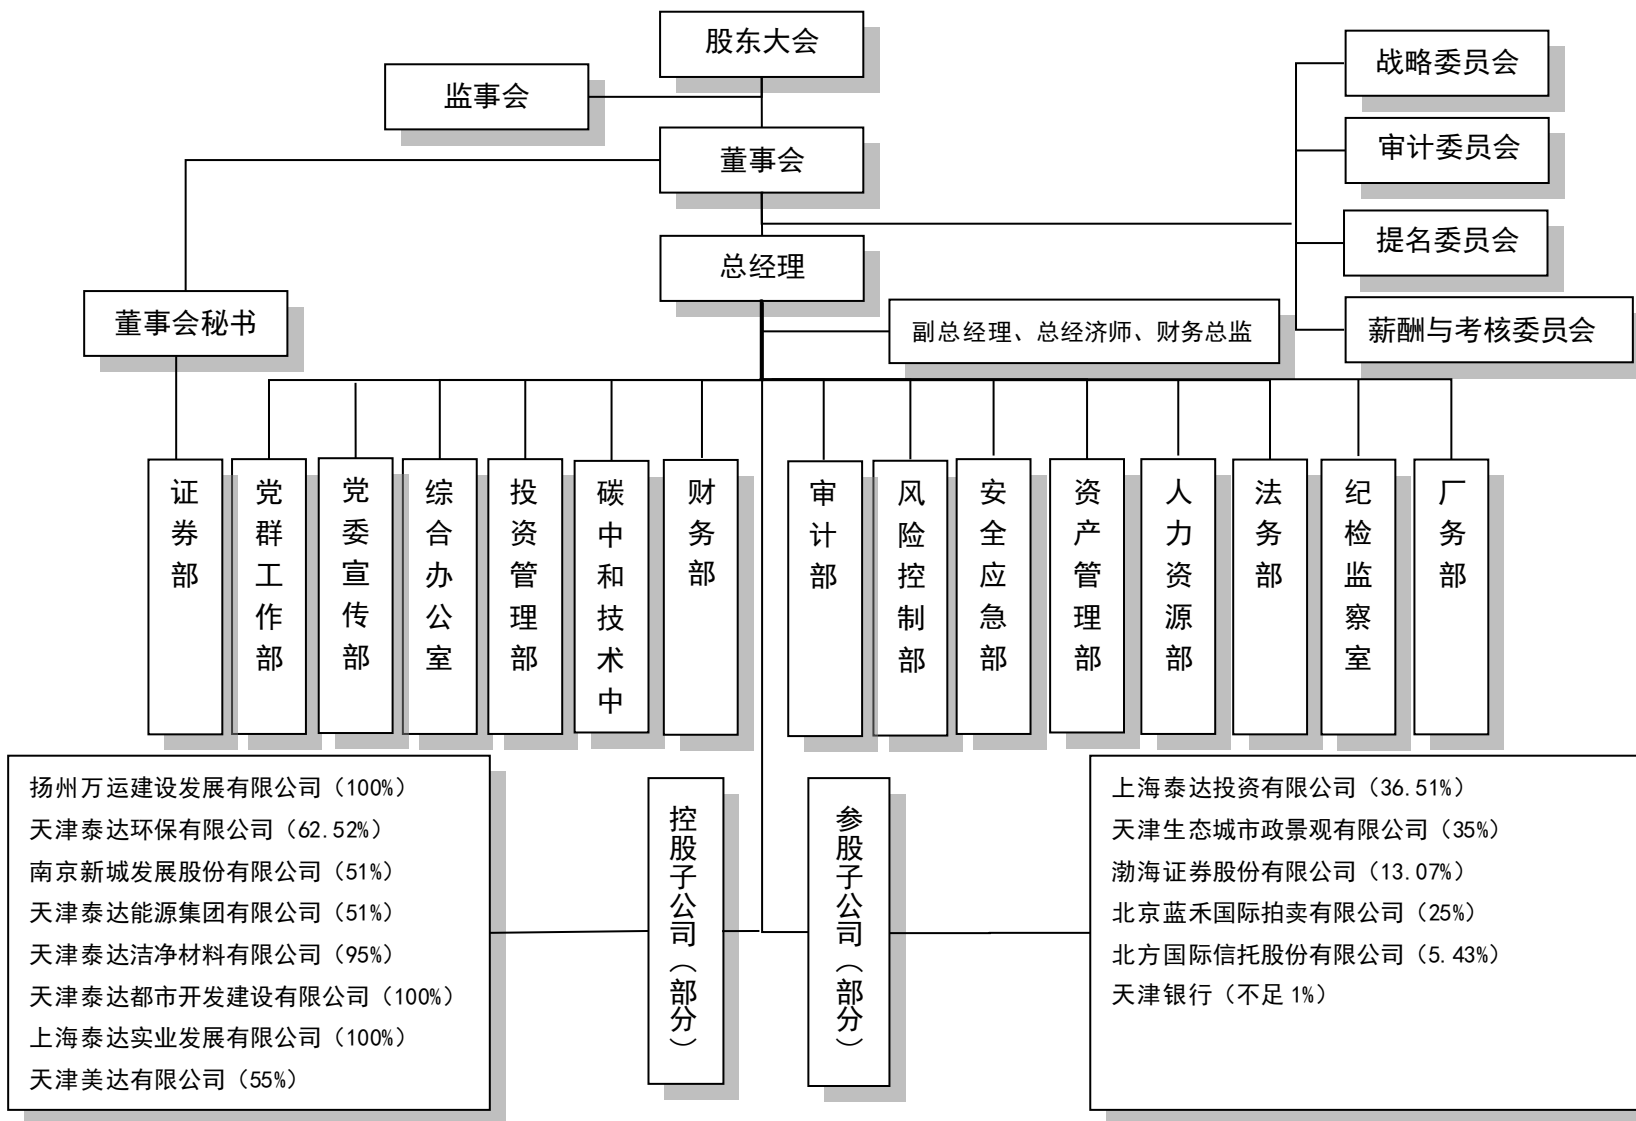 股东大会
监事会
董事会
总经理
战略委员会
审计委员会
提名委员会
薪酬与考核委员会
董事会秘书
副总经理、总经济师、财务总监
证券部
党群工作部
党委宣传部
综合办公室
投资管理部
碳中和技术中
财务部
审计部
风险控制部
安全应急部
资产管理部
人力资源部
法务部
纪检监察室
厂务部
扬州万运建设发展有限公司（100%）
天津泰达环保有限公司（62.52%）
南京新城发展股份有限公司（51%）
天津泰达能源集团有限公司（51%）
天津泰达洁净材料有限公司（95%）
天津泰达都市开发建设有限公司（100%）
上海泰达实业发展有限公司（100%）
天津美达有限公司（55%）
控股子公司（部分）
参股子公司（部分）
上海泰达投资有限公司（36.51%）
天津生态城市政景观有限公司（35%）
渤海证券股份有限公司（13.07%）
北京蓝禾国际拍卖有限公司（25%）
北方国际信托股份有限公司（5.43%）
天津银行（不足 1%）